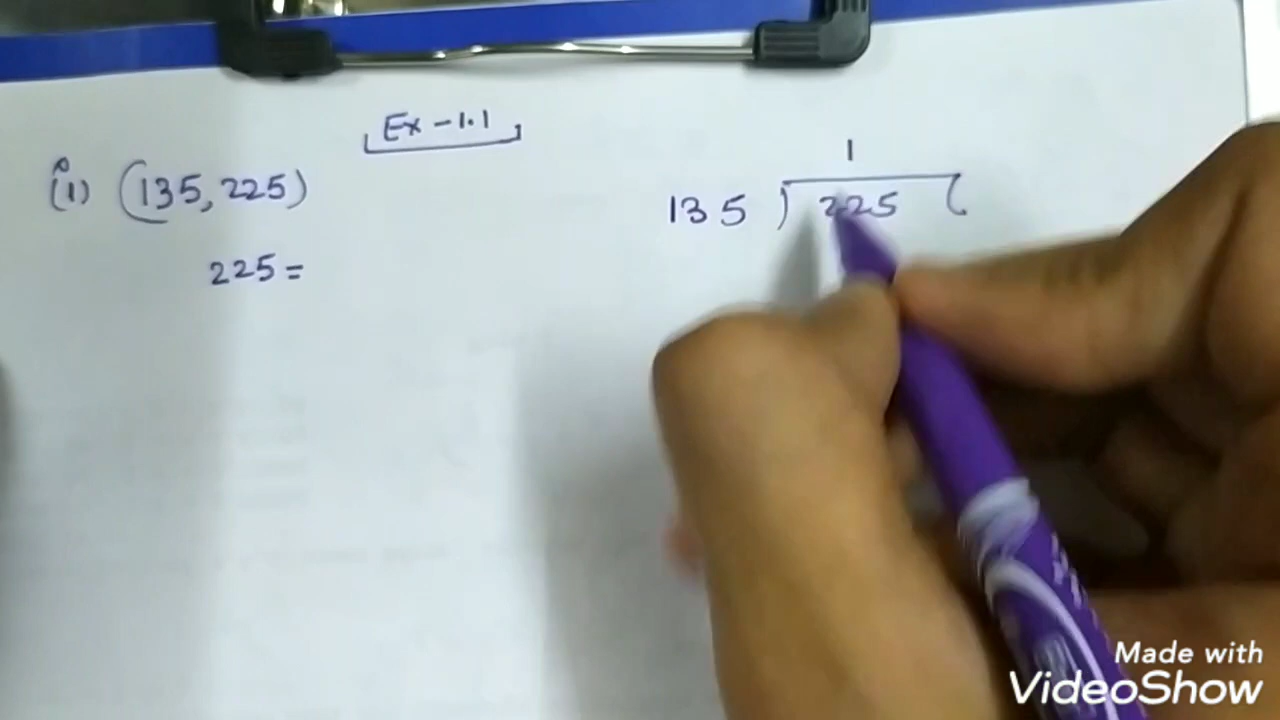 Ex - 1.1
(i) (135, 225)
225 =
1
135 ) 225 (
Made with
VideoShow